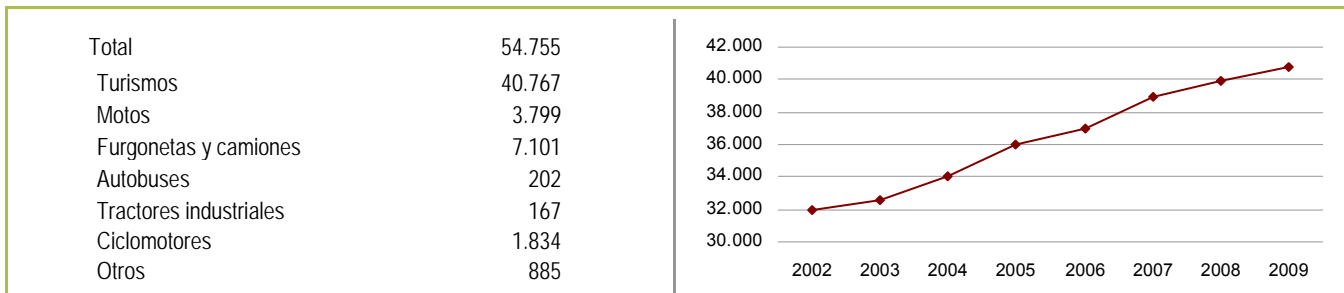 Total 54.755
Turismos 40.767
Motos 3.799
Furgonetas y camiones 7.101
Autobuses 202
Tractores industriales 167
Ciclomotores 1.834
Otros 885
42.000
40.000
38.000
36.000
34.000
32.000
30.000
2002 2003 2004 2005 2006 2007 2008 2009